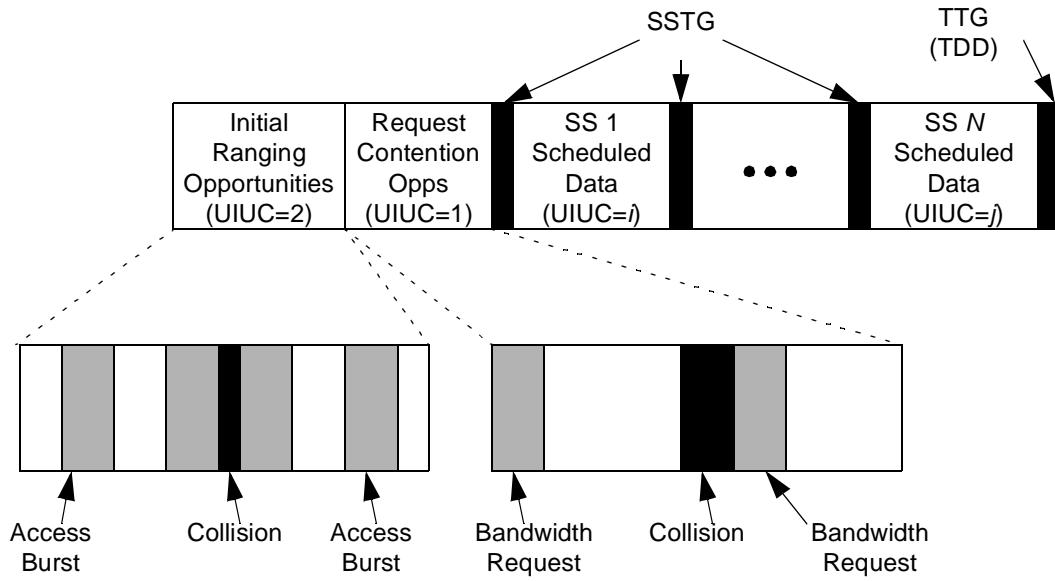 SSTG
TTG
(TDD)
Initial
Ranging
Opportunities
(UIUC=2)
Request
Contention
Opps
(UIUC=1)
SS 1
Scheduled
Data
(UIUC=i)
SS N
Scheduled
Data
(UIUC=j)
Access
Burst
Collision
Access
Burst
Bandwidth
Request
Collision
Bandwidth
Request